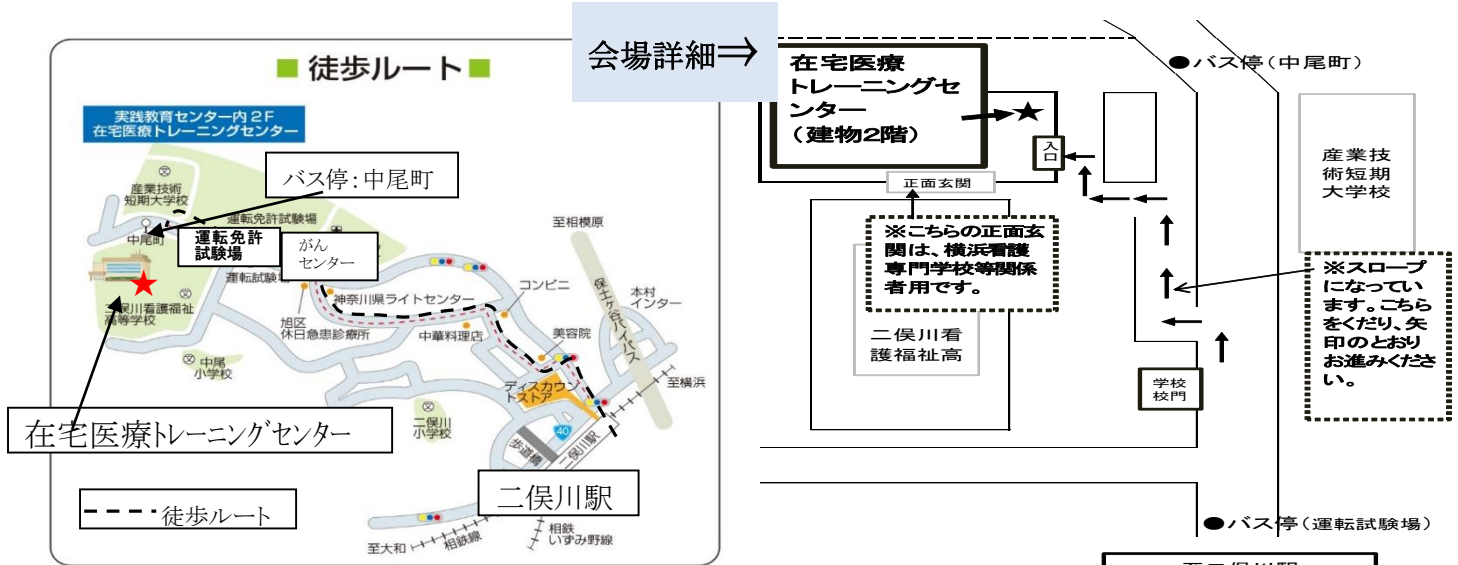 会場詳細⇒
■ 徒歩ルート ■
実践教育センター内2F
在宅医療トレーニングセンター
バス停：中尾町
産業技術
短期大学校
中尾町
運転免許試験場
運転免許
試験場
がん
センター
運転試験場
至相模原
二俣川看護福祉
高等学校
旭区
休日急患診療所
神奈川県ライトセンター
コンビニ
中華料理店
美容院
保土ヶ谷バイパス
本村
インター
至横浜
中尾
小学校
ディスカウン
トストア
二俣川
小学校
40
歩道橋
二俣川駅
在宅医療トレーニングセンター
二俣川駅
徒歩ルート
至大和
相鉄線
相鉄
いずみ野線
在宅医療
トレーニングセ
ンター
（建物2階）
★
入口
正面玄関
●バス停（中尾町）
産業技
術短期
大学校
※こちらの正面玄
関は、横浜看護
専門学校等関係
者用です。
二俣川看
護福祉高
※スロープ
になってい
ます。こちら
をくだり、矢
印のとおり
お進みくださ
い。
学校
校門
●バス停（運転試験場）